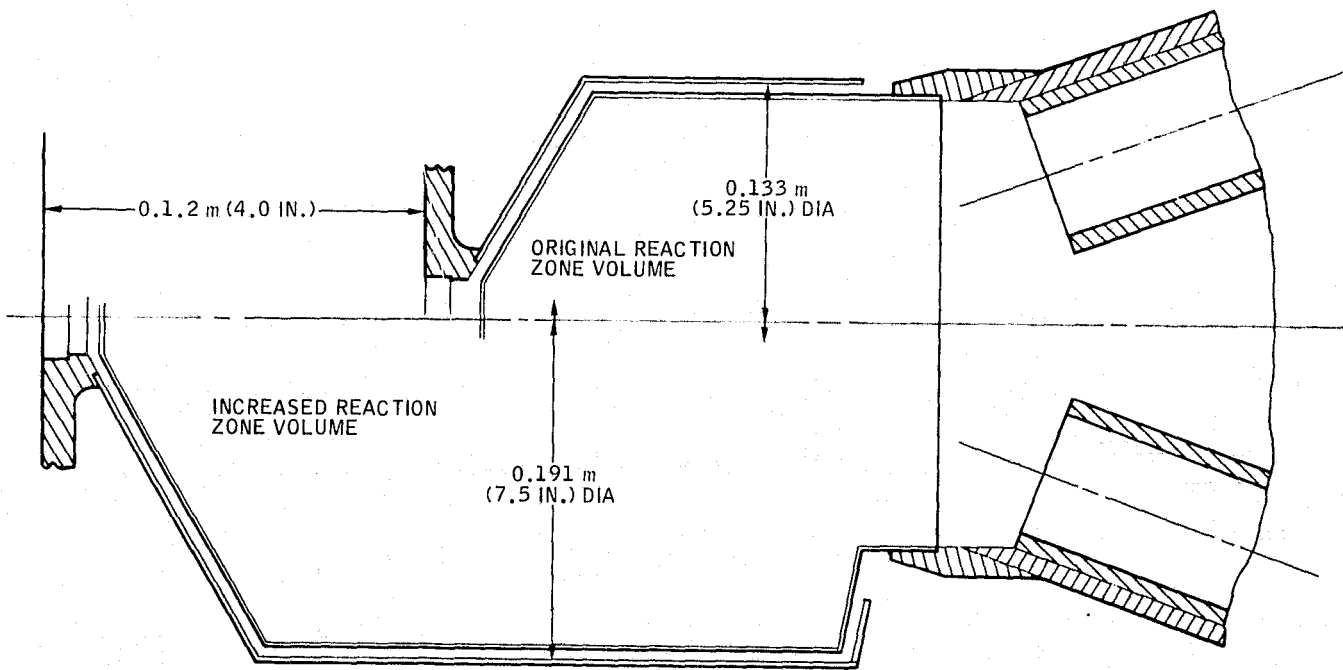 0.1.2 m (4.0 IN.)
0.133 m
(5.25 IN.) DIA
ORIGINAL REACTION
ZONE VOLUME
INCREASED REACTION
ZONE VOLUME
0.191 m
(7.5 IN.) DIA